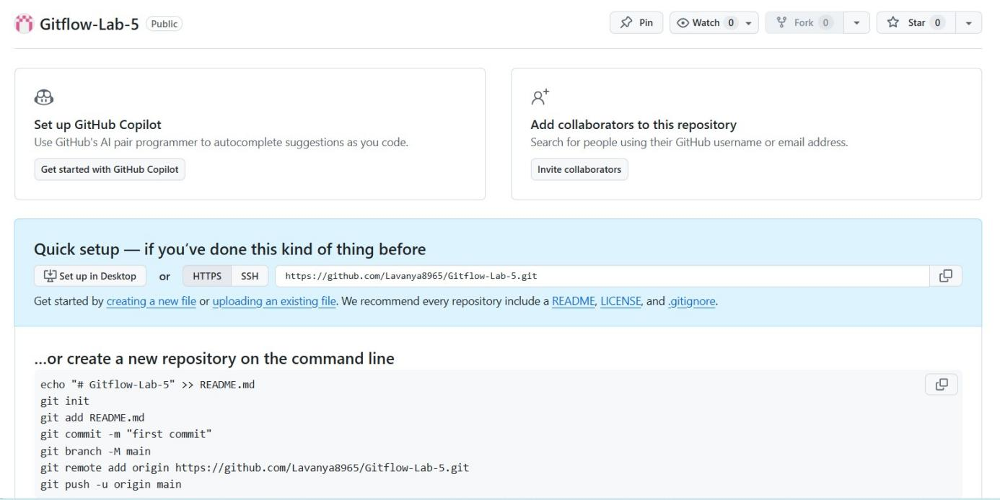 Gitflow-Lab-5 Public
Pin
Watch 0
Fork 0
Star 0
Set up GitHub Copilot
Use GitHub's AI pair programmer to autocomplete suggestions as you code.
Get started with GitHub Copilot
Add collaborators to this repository
Search for people using their GitHub username or email address.
Invite collaborators
Quick setup — if you’ve done this kind of thing before
Set up in Desktop or HTTPS SSH https://github.com/Lavanya8965/Gitflow-Lab-5.git
Get started by creating a new file or uploading an existing file. We recommend every repository include a README, LICENSE, and .gitignore.
…or create a new repository on the command line
echo "# Gitflow-Lab-5" >> README.md
git init
git add README.md
git commit -m "first commit"
git branch -M main
git remote add origin https://github.com/Lavanya8965/Gitflow-Lab-5.git
git push -u origin main